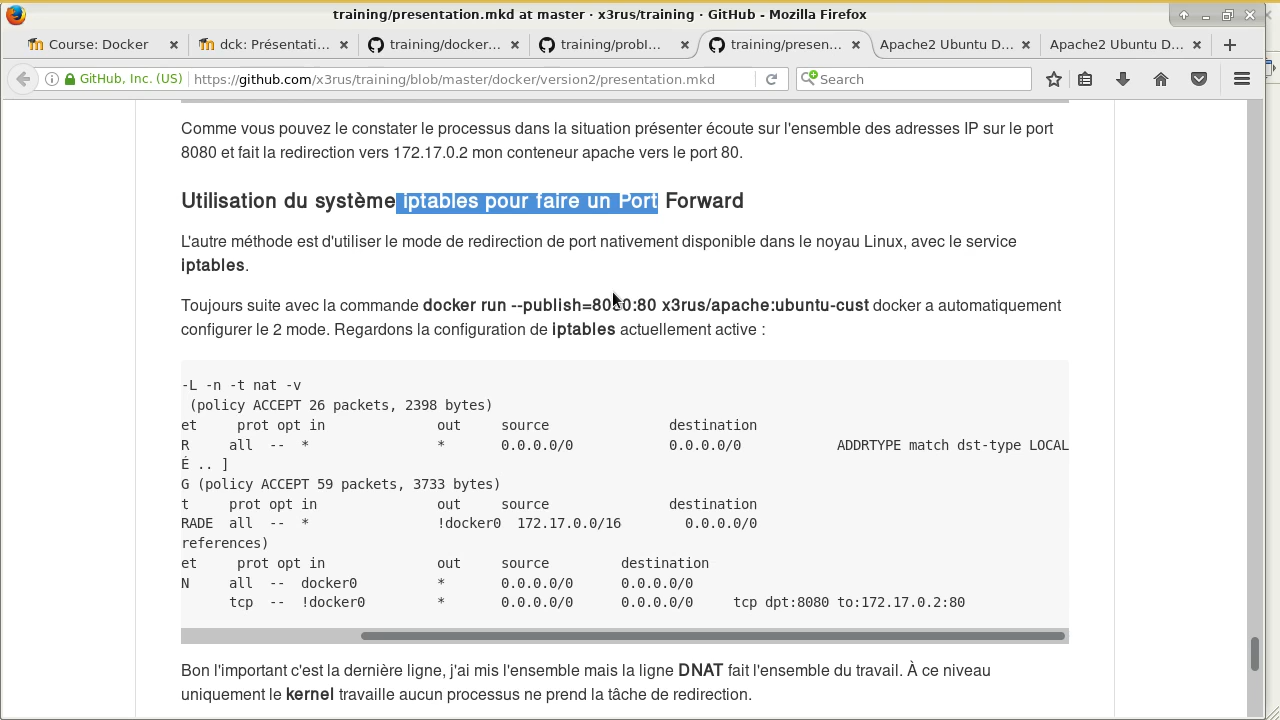 training/presentation.mkd at master · x3rus/training · GitHub - Mozilla Firefox
Course: Docker
dck: Présentati...
training/docker...
training/probl...
training/presen...
Apache2 Ubuntu D...
Apache2 Ubuntu D...
GitHub, Inc. (US)
https://github.com/x3rus/training/blob/master/docker/version2/presentation.mkd
Search
Comme vous pouvez le constater le processus dans la situation présenter écoute sur l'ensemble des adresses IP sur le port
8080 et fait la redirection vers 172.17.0.2 mon conteneur apache vers le port 80.
Utilisation du système iptables pour faire un Port Forward
L'autre méthode est d'utiliser le mode de redirection de port nativement disponible dans le noyau Linux, avec le service
iptables.
Toujours suite avec la commande docker run --publish=8080:80 x3rus/apache:ubuntu-cust docker a automatiquement
configurer le 2 mode. Regardons la configuration de iptables actuellement active :
-L -n -t nat -v
(policy ACCEPT 26 packets, 2398 bytes)
et prot opt in out source destination
R all -- * * 0.0.0.0/0 0.0.0.0/0 ADDRTYPE match dst-type LOCAL
É .. ]
G (policy ACCEPT 59 packets, 3733 bytes)
t prot opt in out source destination
RADE all -- * !docker0 172.17.0.0/16 0.0.0.0/0
references)
et prot opt in out source destination
N all -- docker0 * 0.0.0.0/0 0.0.0.0/0
tcp -- !docker0 * 0.0.0.0/0 0.0.0.0/0 tcp dpt:8080 to:172.17.0.2:80
Bon l'important c'est la dernière ligne, j'ai mis l'ensemble mais la ligne DNAT fait l'ensemble du travail. À ce niveau
uniquement le kernel travaille aucun processus ne prend la tâche de redirection.